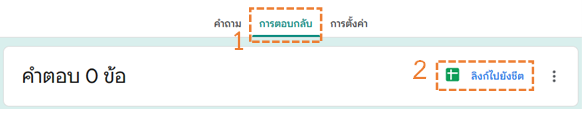 คำถาม การตอบกลับ การตั้งค่า
1
คำตอบ 0 ข้อ 2 ลิงก์ไปยังชีต